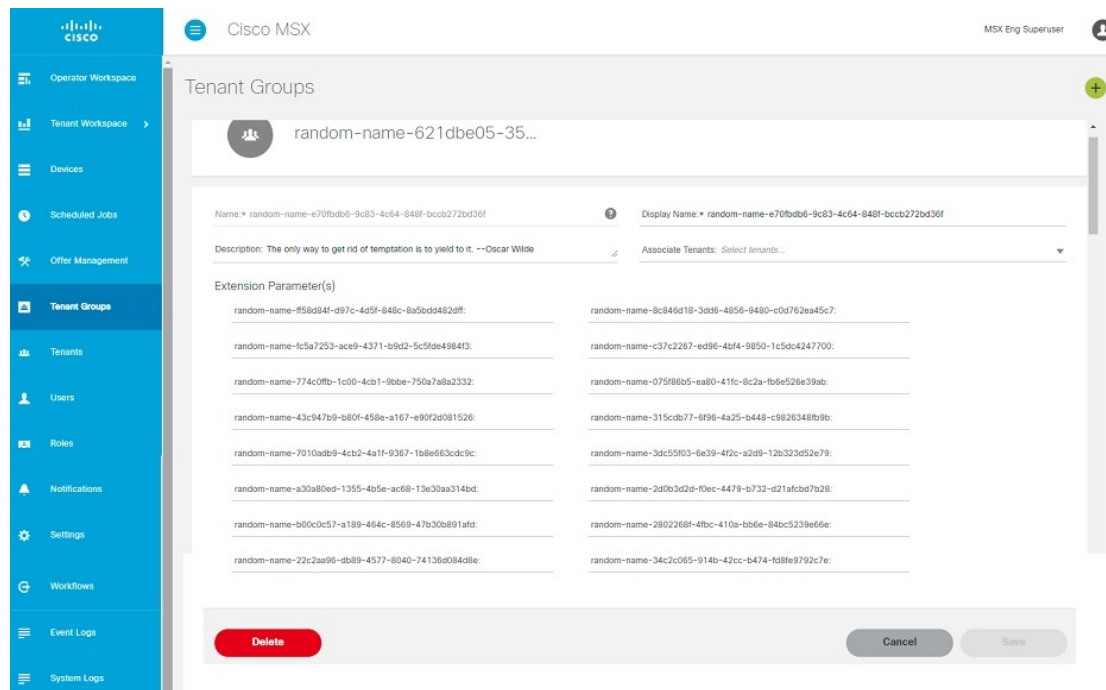 CISCO
Cisco MSX
MSX Eng Superuser
Operator Workspace
Tenant Workspace
Devices
Scheduled Jobs
Offer Management
Tenant Groups
Tenants
Users
Roles
Notifications
Settings
Workflows
Event Logs
System Logs
Tenant Groups
random-name-621dbe05-35...
Name:* random-name-e70fbdb6-9c83-4c64-848f-bccb272bd36f
Display Name:* random-name-e70fbdb6-9c83-4c64-848f-bccb272bd36f
Description: The only way to get rid of temptation is to yield to it. --Oscar Wilde
Associate Tenants: Select tenants...
Extension Parameter(s)
random-name-ff58d84f-d97c-4d5f-848c-8a5bdd482dff:
random-name-8c846d18-3dd6-4856-9480-c0d762ea45c7:
random-name-fc5a7253-ace9-4371-b9d2-5c5fde4984f3:
random-name-c37c2267-ed96-4bf4-9850-1c5dc4247700:
random-name-774c0ffb-1c00-4cb1-9bbe-750a7a8a2332:
random-name-075f86b5-ea80-41fc-8c2a-fb6e526e39ab:
random-name-43c947b9-b80f-458e-a167-e90f2d081526:
random-name-315cdb77-6f96-4a25-b448-c9826348fb9b:
random-name-7010adb9-4cb2-4a1f-9367-1b8e663cdc9c:
random-name-3dc55f03-6e39-4f2c-a2d9-12b323d52e79:
random-name-a30a80ed-1355-4b5e-ac68-13e30aa314bd:
random-name-2d0b3d2d-f0ec-4479-b732-d21afcbd7b28:
random-name-b00c0c57-a189-464c-8569-47b30b891afd:
random-name-2802268f-4fbc-410a-bb6e-84bc5239e66e:
random-name-22c2aa96-db89-4577-8040-74136d084d8e:
random-name-34c2c065-914b-42cc-b474-fd8fe9792c7e:
Delete
Cancel
Save